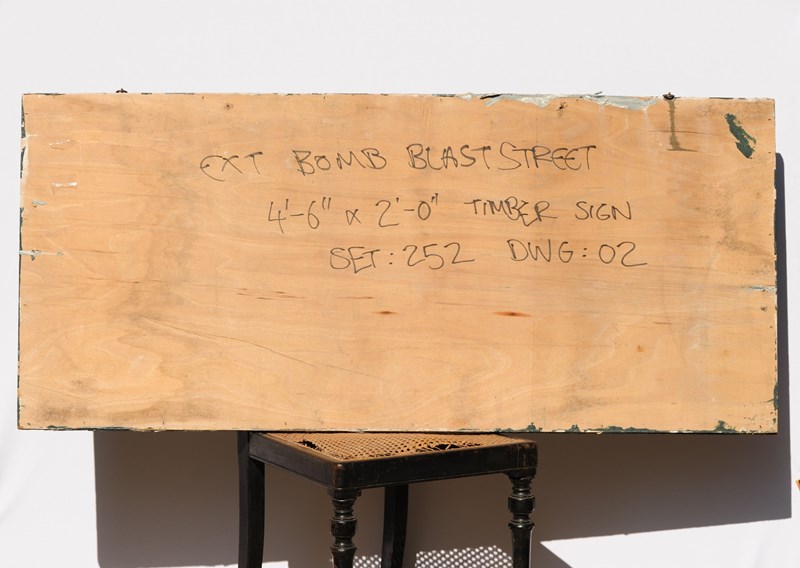 EXT BOMB BLAST STREET
4'-6" x 2'-0" TIMBER SIGN
SET: 252 DWG: 02